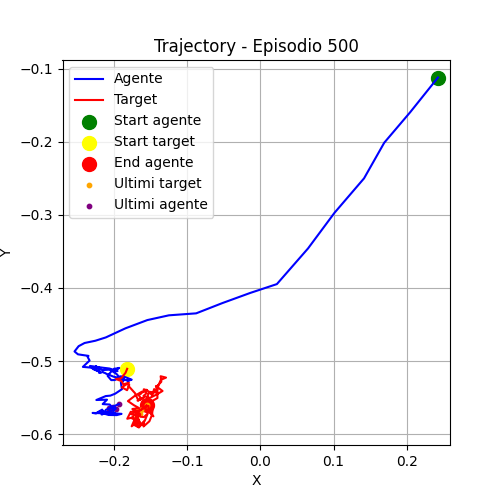 Trajectory - Episodio 500
Agente
Target
Start agente
Start target
End agente
Ultimi target
Ultimi agente
Y
−0.1
−0.2
−0.3
−0.4
−0.5
−0.6
−0.2
−0.1
0.0
0.1
0.2
X